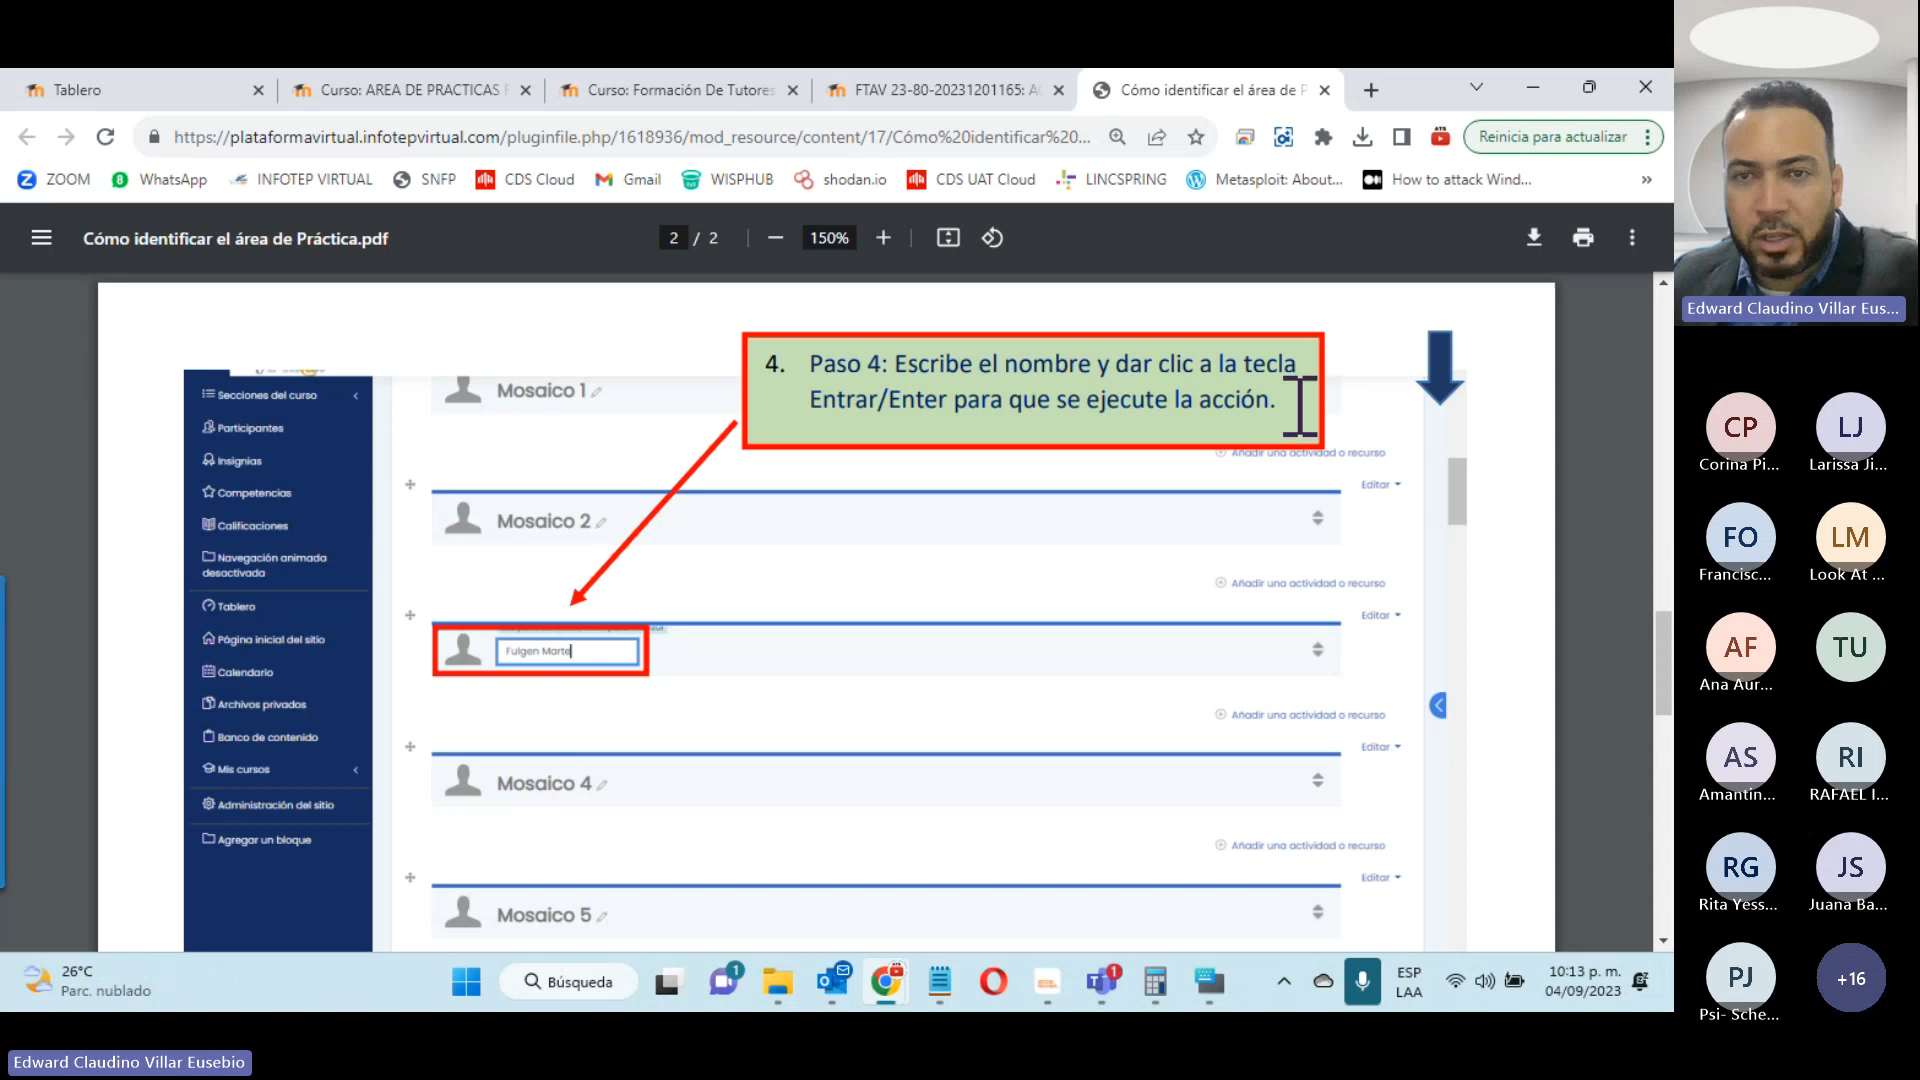 Tablero
Curso: AREA DE PRACTICAS
Curso: Formación De Tutores
FTAV 23-80-20231201165: A
Cómo identificar el área de P
https://plataformavirtual.infotepvirtual.com/pluginfile.php/1618936/mod_resource/content/17/Cómo%20identificar%20...
Reinicia para actualizar
ZOOM
WhatsApp
INFOTEP VIRTUAL
SNFP
CDS Cloud
Gmail
WISPHUB
shodan.io
CDS UAT Cloud
LINCSPRING
Metasploit: About...
How to attack Wind...
»
Cómo identificar el área de Práctica.pdf
2 / 2
150%
4. Paso 4: Escribe el nombre y dar clic a la tecla
Entrar/Enter para que se ejecute la acción.
Secciones del curso
Participantes
Insignias
Competencias
Calificaciones
Navegación animada
desactivada
Tablero
Página inicial del sitio
Calendario
Archivos privados
Banco de contenido
Mis cursos
Administración del sitio
Agregar un bloque
Mosaico 1
Añadir una actividad o recurso
Editar
Mosaico 2
Añadir una actividad o recurso
Editar
Fulgen Marte
Añadir una actividad o recurso
Editar
Mosaico 4
Añadir una actividad o recurso
Editar
Mosaico 5
26°C
Parc. nublado
Búsqueda
1
1
ESP
LAA
10:13 p. m.
04/09/2023
Edward Claudino Villar Eus...
CP
Corina Pi...
LJ
Larissa Ji...
FO
Francisc...
LM
Look At ...
AF
Ana Aur...
TU
AS
Amantin...
RI
RAFAEL I...
RG
Rita Yess...
JS
Juana Ba...
PJ
Psi- Sche...
+16
Edward Claudino Villar Eusebio